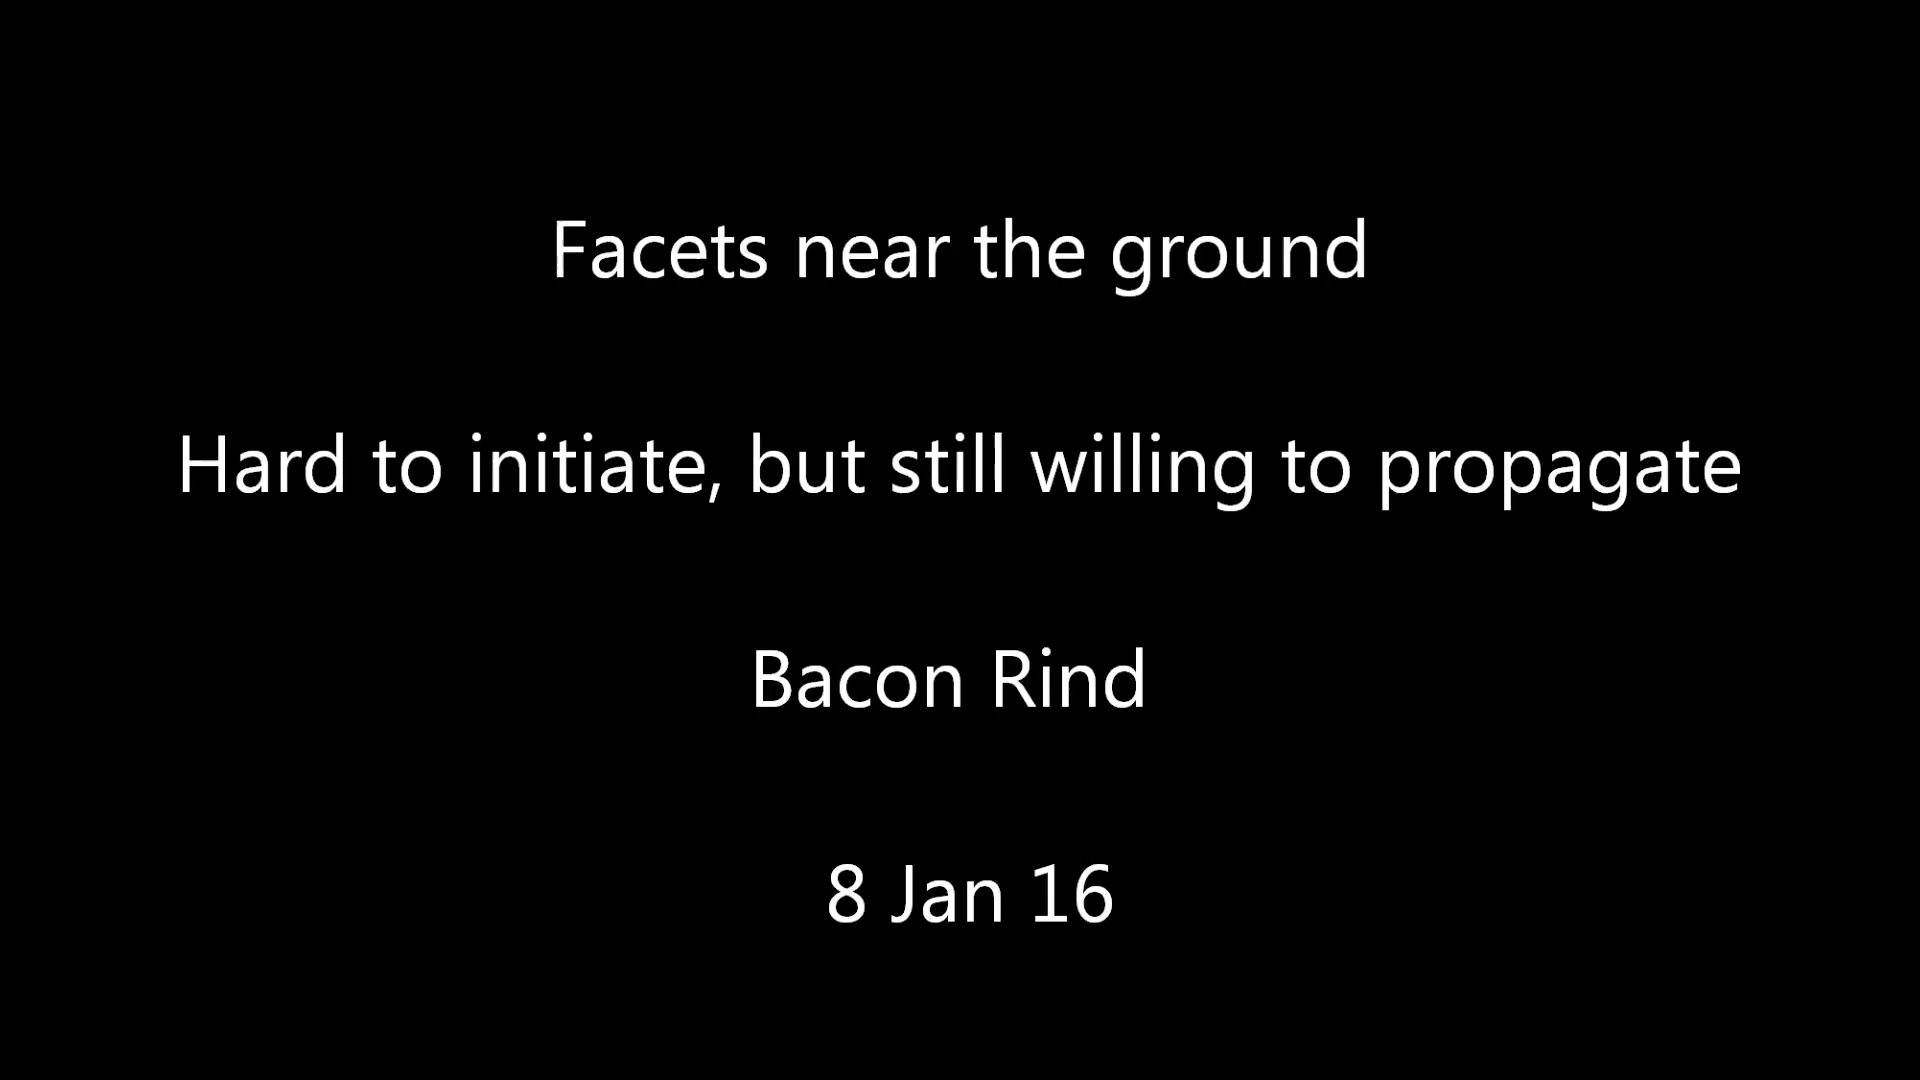 Facets near the ground
Hard to initiate, but still willing to propagate
Bacon Rind
8 Jan 16